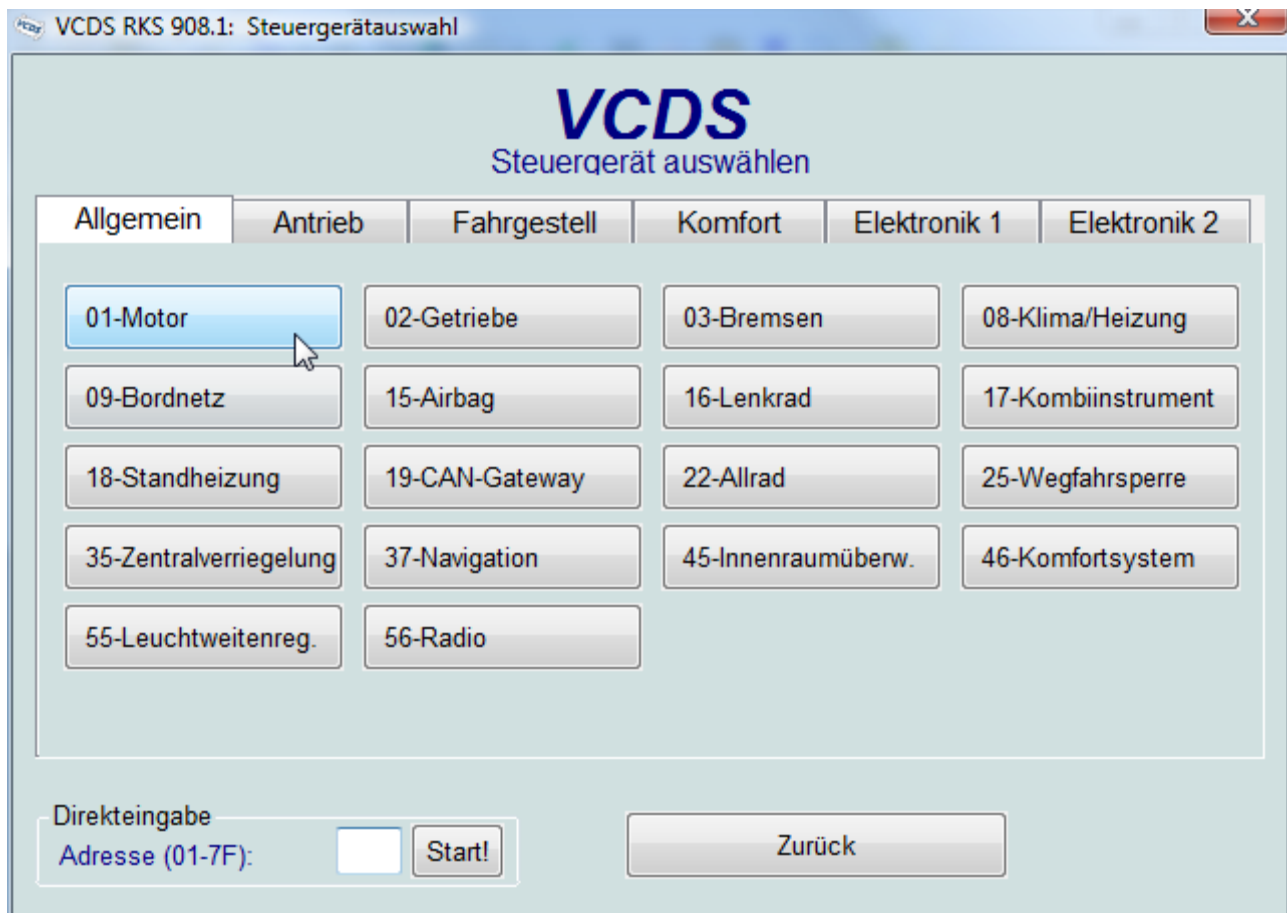 VCDS RKS 908.1: Steuergerätauswahl
VCDS
Steuergerät auswählen
Allgemein Antrieb Fahrgestell Komfort Elektronik 1 Elektronik 2
01-Motor 02-Getriebe 03-Bremsen 08-Klima/Heizung
09-Bordnetz 15-Airbag 16-Lenkrad 17-Kombiinstrument
18-Standheizung 19-CAN-Gateway 22-Allrad 25-Wegfahrsperre
35-Zentralverriegelung 37-Navigation 45-Innenraumüberw. 46-Komfortsystem
55-Leuchtweitenreg. 56-Radio
Direkteingabe
Adresse (01-7F): Start! Zurück